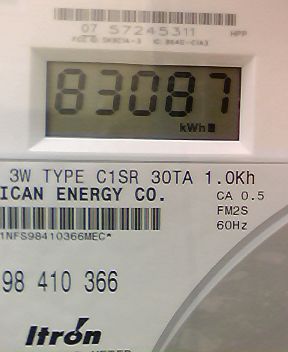 07 57245311
HPP
83087
kWh
3W TYPE C1SR 30TA 1.0Kh
ICAN ENERGY CO.
CA 0.5
FM2S
60Hz
1NFS98410366MEC*
98 410 366
Itron